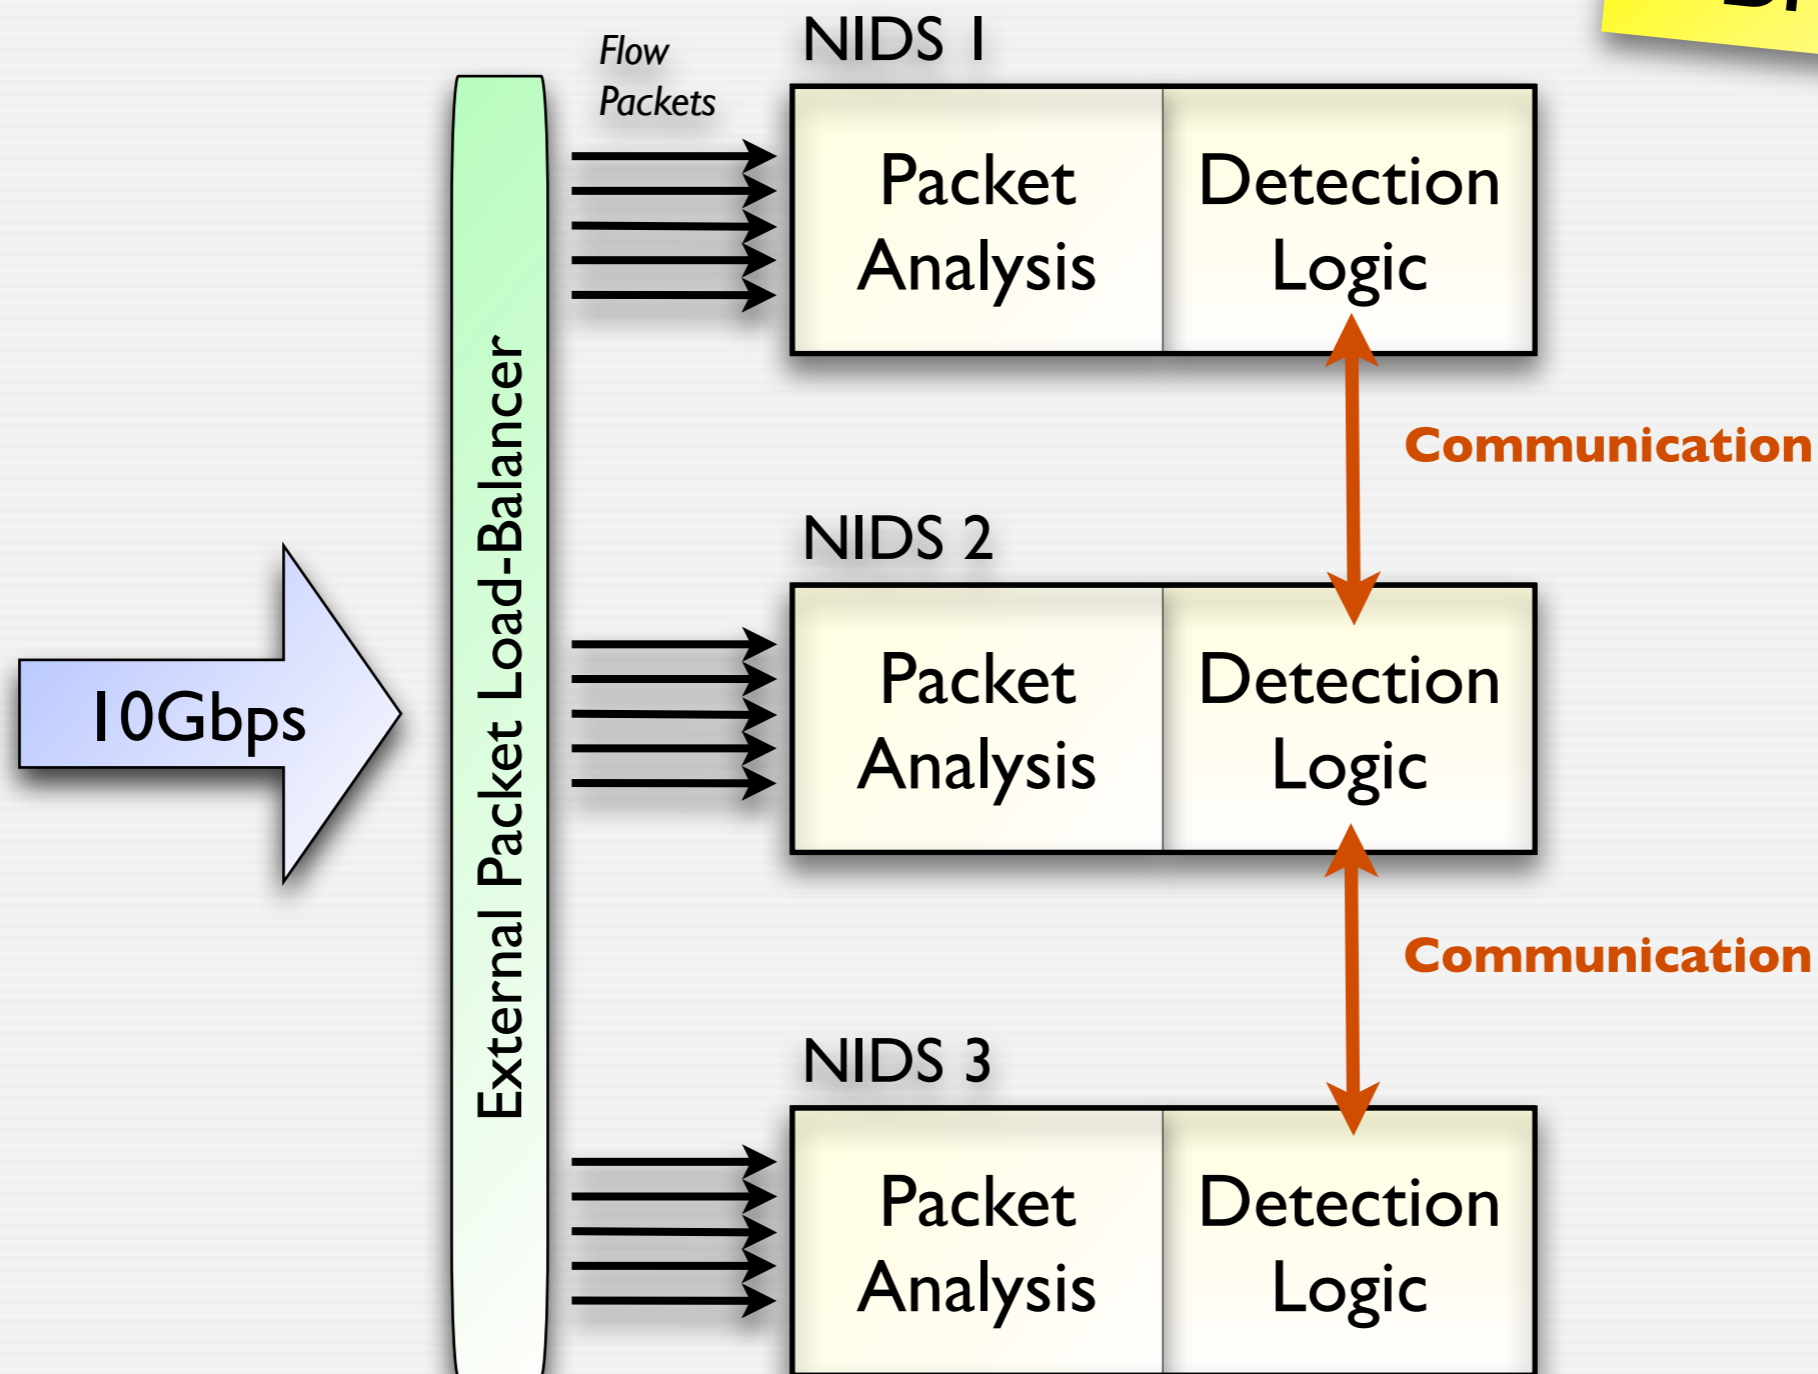 Flow
Packets
NIDS 1
Packet
Analysis
Detection
Logic
Communication
External Packet Load-Balancer
10Gbps
NIDS 2
Packet
Analysis
Detection
Logic
Communication
NIDS 3
Packet
Analysis
Detection
Logic